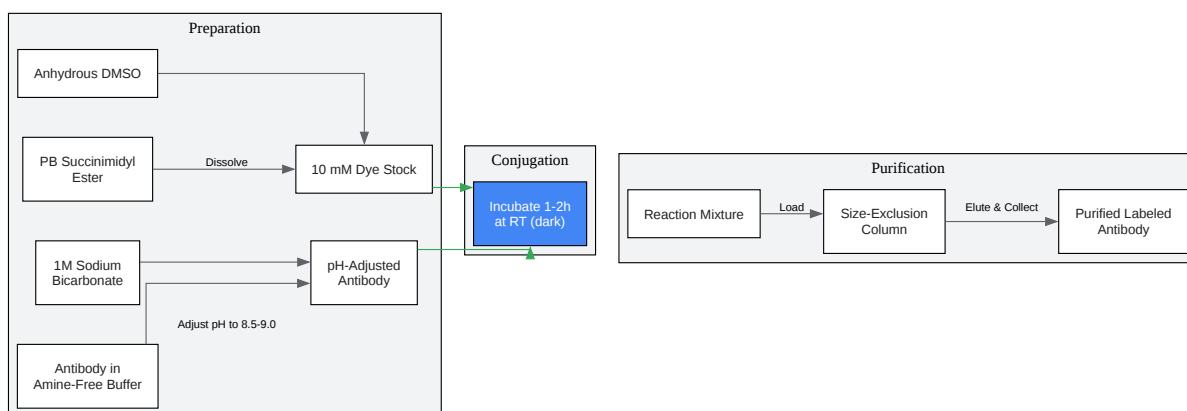 Preparation
Anhydrous DMSO
PB Succinimidyl
Ester
Dissolve
10 mM Dye Stock
1M Sodium
Bicarbonate
pH-Adjusted
Antibody
Adjust pH to 8.5-9.0
Antibody in
Amine-Free Buffer
Conjugation
Incubate 1-2h
at RT (dark)
Purification
Reaction Mixture
Load
Size-Exclusion
Column
Elute & Collect
Purified Labeled
Antibody